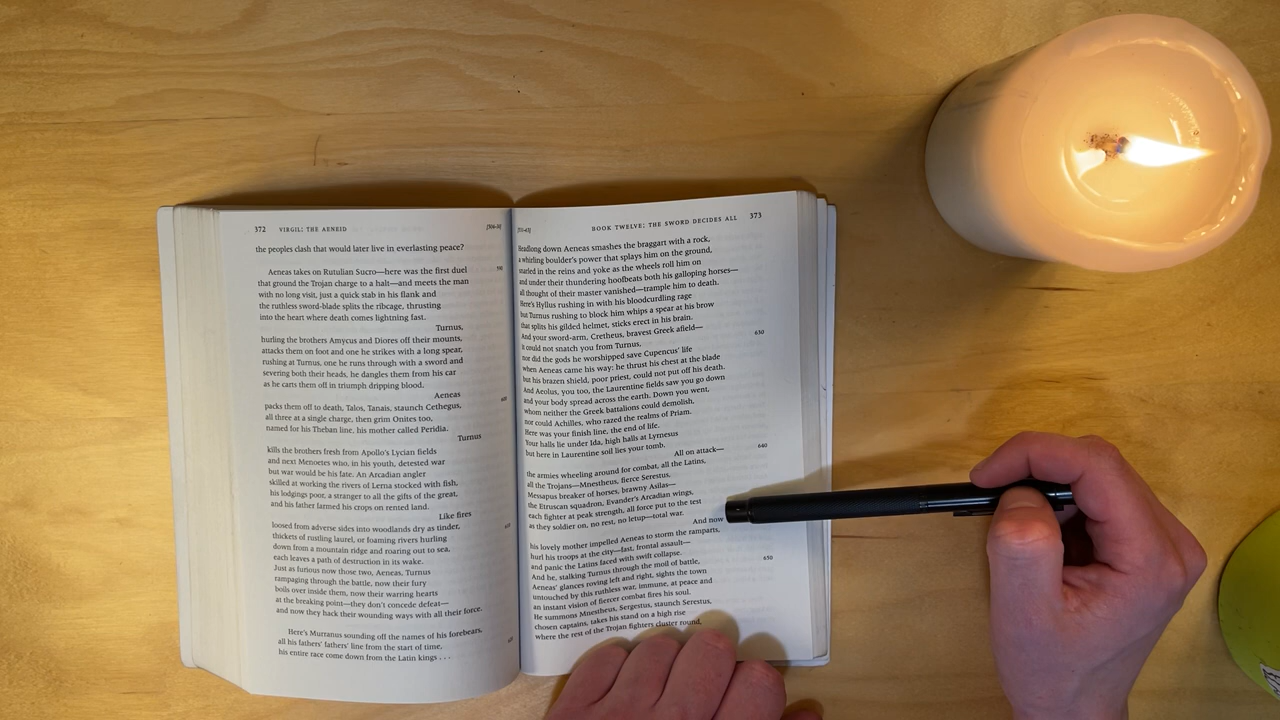 372 VIRGIL: THE AENEID
the peoples clash that would later live in everlasting peace?
Aeneas takes on Rutulian Sucro—here was the first duel
that ground the Trojan charge to a halt—and meets the man
with no long visit, just a quick stab in his flank and
the ruthless sword-blade splits the ribcage, thrusting
into the heart where death comes lightning fast.
Turnus,
hurling the brothers Amycus and Diores off their mounts,
attacks them on foot and one he strikes with a long spear,
rushing at Turnus, one he runs through with a sword and
severing both their heads, he dangles them from his car
as he carts them off in triumph dripping blood.
Aeneas
packs them off to death, Talos, Tanais, staunch Cethegus,
all three at a single charge, then grim Onites too,
named for his Theban line, his mother called Peridia.
Turnus
kills the brothers fresh from Apollo's Lycian fields
and next Menoetes who, in his youth, detested war
but war would be his fate. An Arcadian angler
skilled at working the rivers of Lerna stocked with fish,
his lodgings poor, a stranger to all the gifts of the great,
and his father farmed his crops on rented land.
Like fires
loosed from adverse sides into woodlands dry as tinder,
thickets of rustling laurel, or foaming rivers hurling
down from a mountain ridge and roaring out to sea,
each leaves a path of destruction in its wake.
Just as furious now those two, Aeneas, Turnus
rampaging through the battle, now their fury
boils over inside them, now their warring hearts
at the breaking point—they don't concede defeat—
and now they hack their wounding ways with all their force.
Here's Murranus sounding off the names of his forebears,
all his fathers' fathers' line from the start of time,
his entire race come down from the Latin kings . . .
BOOK TWELVE: THE SWORD DECIDES ALL 373
Headlong down Aeneas smashes the braggart with a rock,
a whirling boulder's power that splays him on the ground,
snarled in the reins and yoke as the wheels roll him on
and under their thundering hoofbeats both his galloping horses—
all thought of their master vanished—trample him to death.
Here's Hyllus rushing in with his bloodcurdling rage
but Turnus rushing to block him whips a spear at his brow
that splits his gilded helmet, sticks erect in his brain.
And your sword-arm, Cretheus, bravest Greek afield—
630
it could not snatch you from Turnus,
nor did the gods he worshipped save Cupencus' life
when Aeneas came his way: he thrust his chest at the blade
but his brazen shield, poor priest, could not put off his death.
And Aeolus, you too, the Laurentine fields saw you go down
and your body spread across the earth. Down you went,
whom neither the Greek battalions could demolish,
nor could Achilles, who razed the realms of Priam.
Here was your finish line, the end of life.
Your halls lie under Ida, high halls at Lyrnesus
but here in Laurentine soil lies your tomb.
640
All on attack—
the armies wheeling around for combat, all the Latins,
all the Trojans—Mnestheus, fierce Serestus,
Messapus breaker of horses, brawny Asilas—
the Etruscan squadron, Evander's Arcadian wings,
each fighter at peak strength, all force put to the test
as they soldier on, no rest, no letup—total war.
And now
his lovely mother impelled Aeneas to storm the ramparts,
hurl his troops at the city—fast, frontal assault—
and panic the Latins faced with swift collapse.
650
And he, stalking Turnus through the moil of battle,
Aeneas' glances roving left and right, sights the town
untouched by this ruthless war, immune, at peace and
an instant vision of fiercer combat fires his soul.
He summons Mnestheus, Sergestus, staunch Serestus,
chosen captains, takes his stand on a high rise
where the rest of the Trojan fighters cluster round,